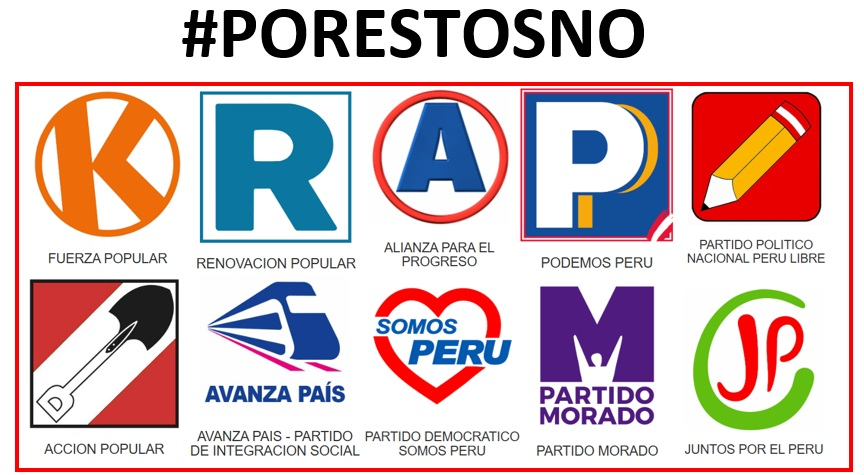 #PORESTOSNO
K
R
A
P
FUERZA POPULAR
RENOVACION POPULAR
ALIANZA PARA EL
PROGRESO
PODEMOS PERU
PARTIDO POLITICO
NACIONAL PERU LIBRE
AVANZA PAÍS
SOMOS
PERU
M
PARTIDO
MORADO
JP
ACCION POPULAR
AVANZA PAIS - PARTIDO
DE INTEGRACION SOCIAL
PARTIDO DEMOCRATICO
SOMOS PERU
PARTIDO MORADO
JUNTOS POR EL PERU